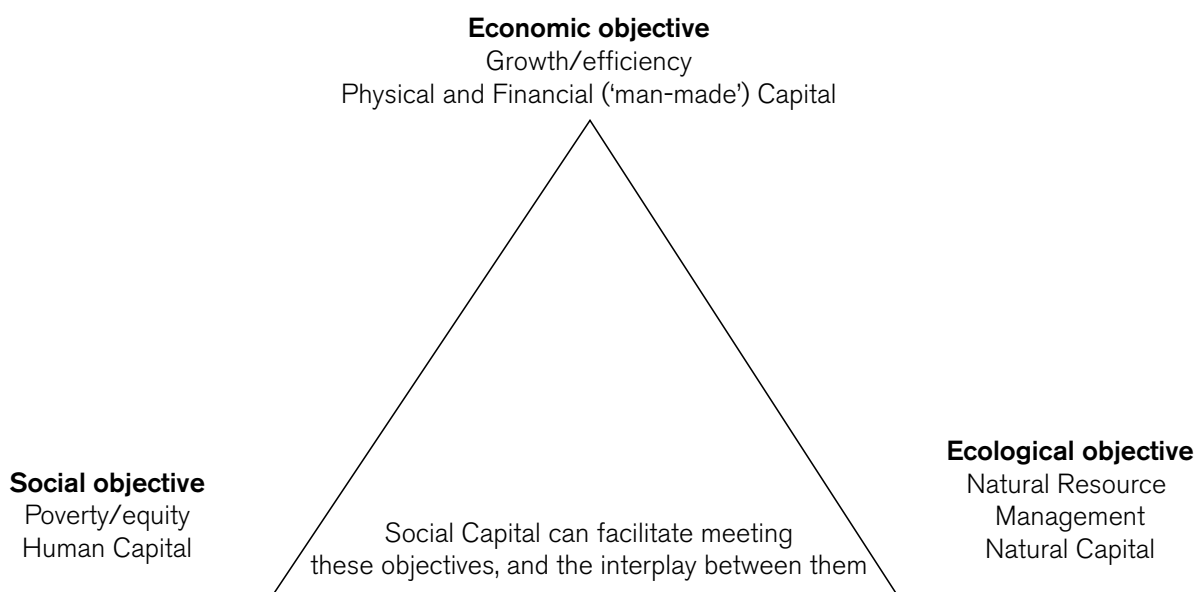 Economic objective
Growth/efficiency
Physical and Financial (‘man-made’) Capital
Social objective
Poverty/equity
Human Capital
Social Capital can facilitate meeting
these objectives, and the interplay between them
Ecological objective
Natural Resource
Management
Natural Capital